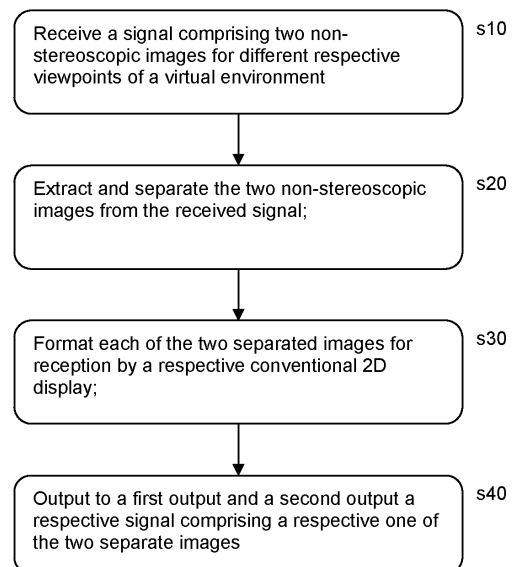 Receive a signal comprising two non-
stereoscopic images for different respective
viewpoints of a virtual environment
s10
Extract and separate the two non-stereoscopic
images from the received signal;
s20
Format each of the two separated images for
reception by a respective conventional 2D
display;
s30
Output to a first output and a second output a
respective signal comprising a respective one of
the two separate images
s40